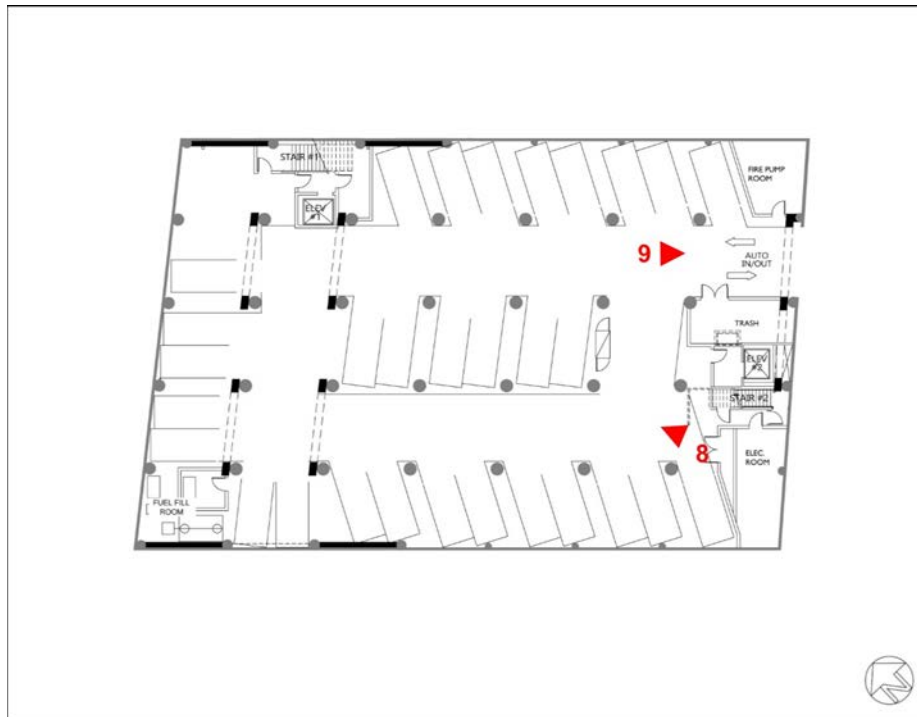 STAIR #1
FIRE PUMP
ROOM
ELEV
#1
9
AUTO
IN/OUT
TRASH
ELEV
#2
STAIR #2
8
ELEC.
ROOM
FUEL FILL
ROOM
N